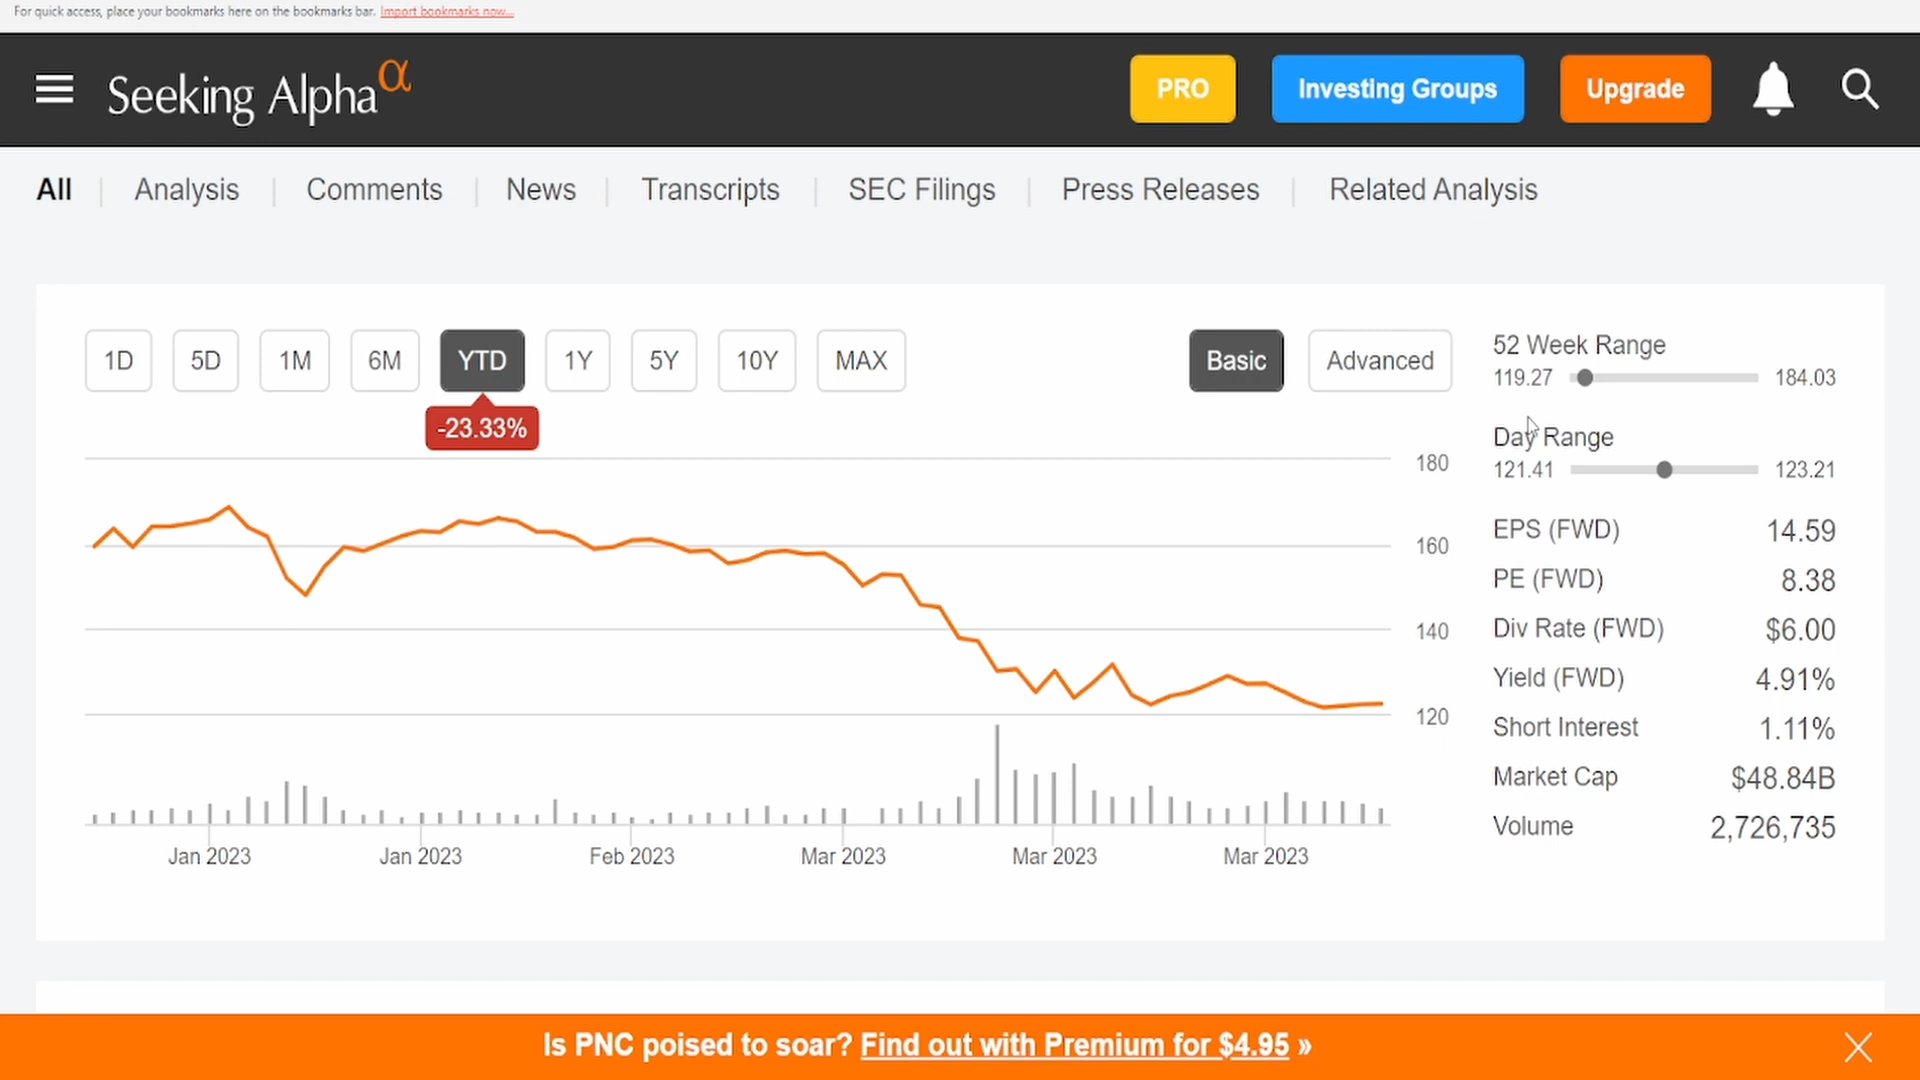 For quick access, place your bookmarks here on the bookmarks bar. Import bookmarks now...
Seeking Alpha α
PRO
Investing Groups
Upgrade
All | Analysis | Comments | News | Transcripts | SEC Filings | Press Releases | Related Analysis
1D 5D 1M 6M YTD 1Y 5Y 10Y MAX
Basic Advanced
-23.33%
180
160
140
120
Jan 2023 Jan 2023 Feb 2023 Mar 2023 Mar 2023 Mar 2023
52 Week Range
119.27 184.03
Day Range
121.41 123.21
EPS (FWD) 14.59
PE (FWD) 8.38
Div Rate (FWD) $6.00
Yield (FWD) 4.91%
Short Interest 1.11%
Market Cap $48.84B
Volume 2,726,735
Is PNC poised to soar? Find out with Premium for $4.95 »